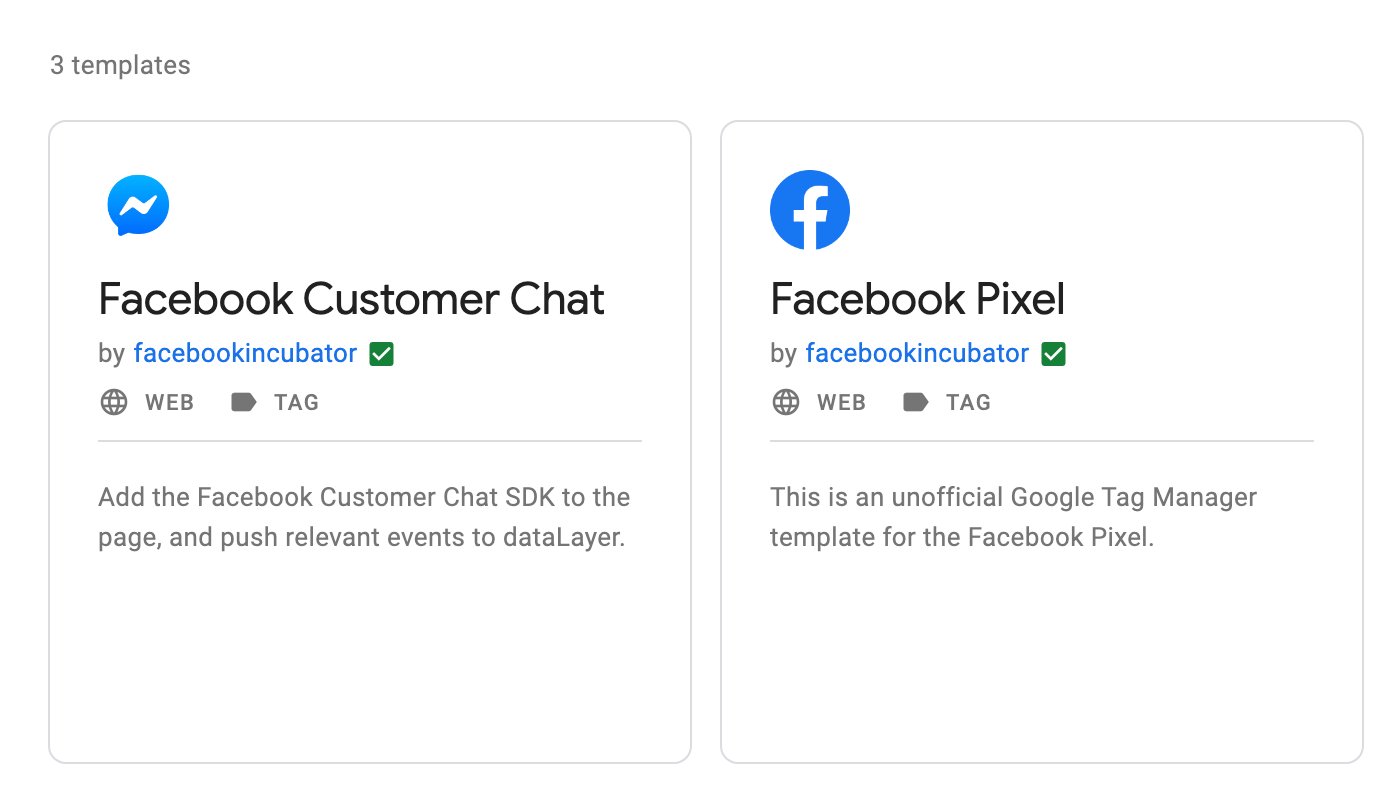 3 templates
Facebook Customer Chat
by facebookincubator
WEB TAG
Add the Facebook Customer Chat SDK to the
page, and push relevant events to dataLayer.
Facebook Pixel
by facebookincubator
WEB TAG
This is an unofficial Google Tag Manager
template for the Facebook Pixel.